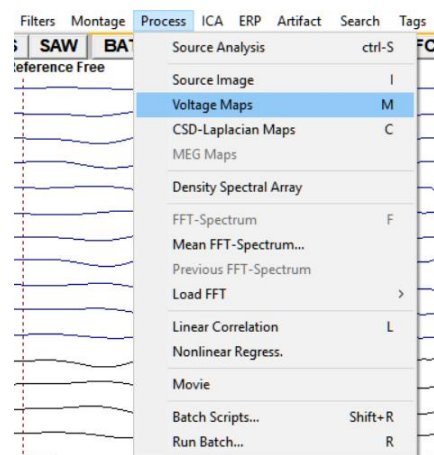 Filters Montage Process ICA ERP Artifact Search Tags
SAW BA
eference Free
Source Analysis ctrl-S
Source Image I
Voltage Maps M
CSD-Laplacian Maps C
MEG Maps
Density Spectral Array
FFT-Spectrum F
Mean FFT-Spectrum...
Previous FFT-Spectrum
Load FFT >
Linear Correlation L
Nonlinear Regress.
Movie
Batch Scripts... Shift+R
Run Batch... R